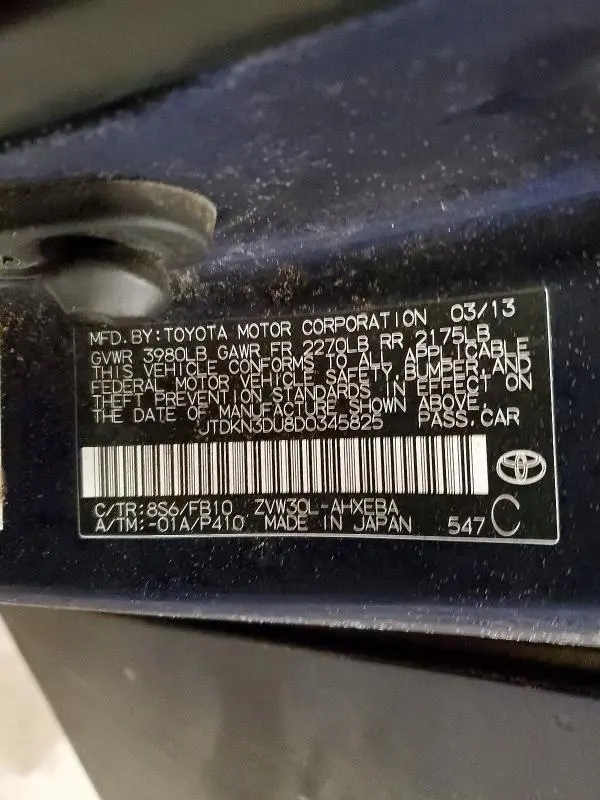 MFD. BY: TOYOTA MOTOR CORPORATION 03/13
GVWR 3980LB GAWR FR 2270LB RR 2175LB
THIS VEHICLE CONFORMS TO ALL APPLICABLE
FEDERAL MOTOR VEHICLE SAFETY, BUMPER, AND
THEFT PREVENTION STANDARDS IN EFFECT ON
THE DATE OF MANUFACTURE SHOWN ABOVE.
JTDKN3DU8D0345825 PASS. CAR
C/TR: 8S6/FB10 ZVW30L-AHXEBA
A/TM: -01A/P410 MADE IN JAPAN 547 C